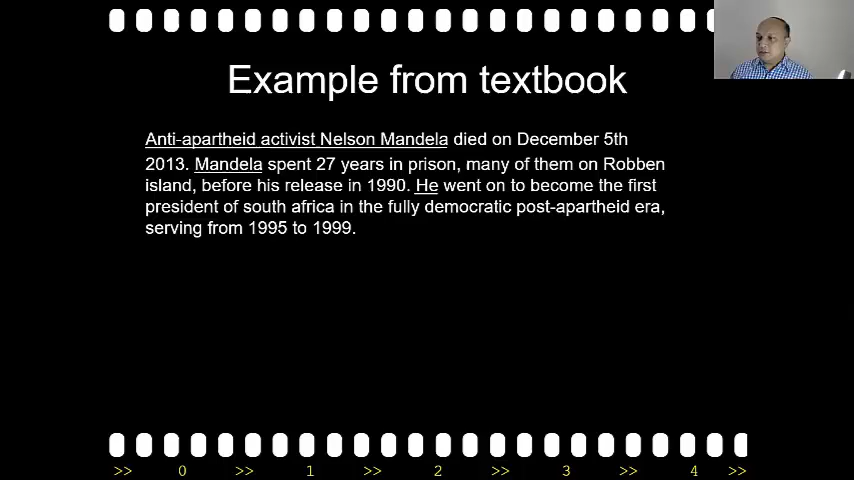 Example from textbook
Anti-apartheid activist Nelson Mandela died on December 5th
2013. Mandela spent 27 years in prison, many of them on Robben
island, before his release in 1990. He went on to become the first
president of south africa in the fully democratic post-apartheid era,
serving from 1995 to 1999.
>> 0 >> 1 >> 2 >> 3 >> 4 >>